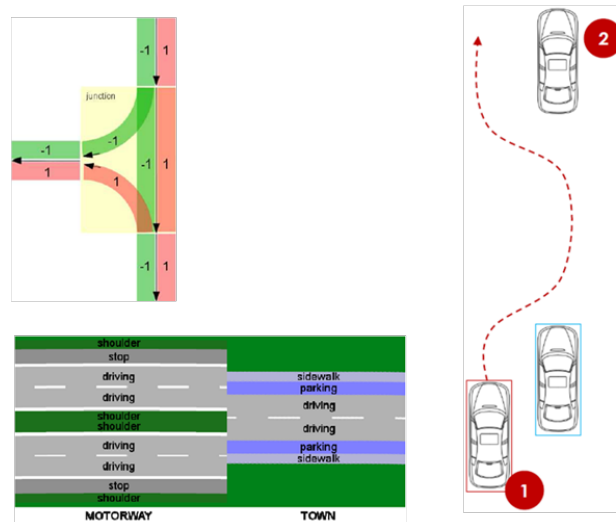 -1 1
junction
-1
-1
-1 1
1
1
-1 1
2
shoulder
stop
driving
driving
shoulder
shoulder
driving
driving
stop
shoulder
MOTORWAY
sidewalk
parking
driving
driving
parking
sidewalk
TOWN
1